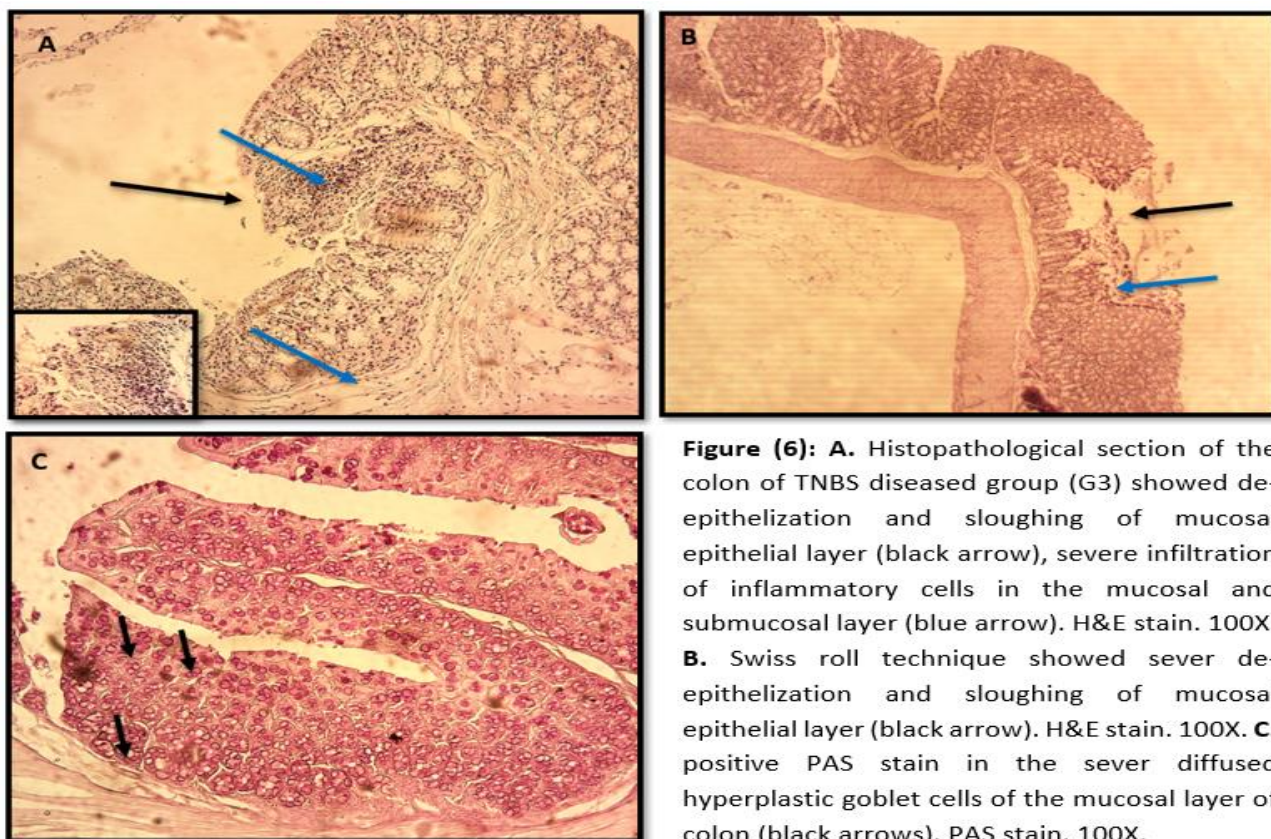 A
B
C
Figure (6): A. Histopathological section of the
colon of TNBS diseased group (G3) showed de-
epithelization and sloughing of mucosa
epithelial layer (black arrow), severe infiltration
of inflammatory cells in the mucosal and
submucosal layer (blue arrow). H&E stain. 100X
B. Swiss roll technique showed sever de-
epithelization and sloughing of mucosa
epithelial layer (black arrow). H&E stain. 100X. C
positive PAS stain in the sever diffused
hyperplastic goblet cells of the mucosal layer of
colon (black arrows). PAS stain. 100X.